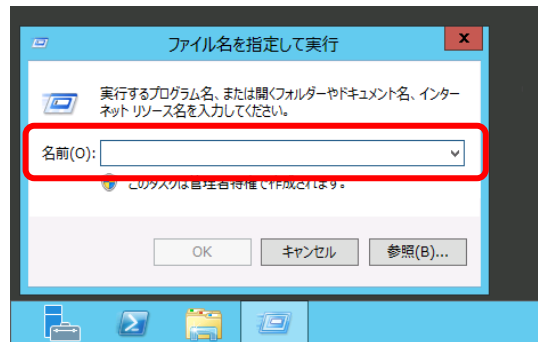 ファイル名を指定して実行
x
実行するプログラム名、または開くフォルダーやドキュメント名、インター
ネット リソース名を入力してください。
名前(O):
このタスクは管理者特権で作成されます。
OK
キャンセル
参照(B)...